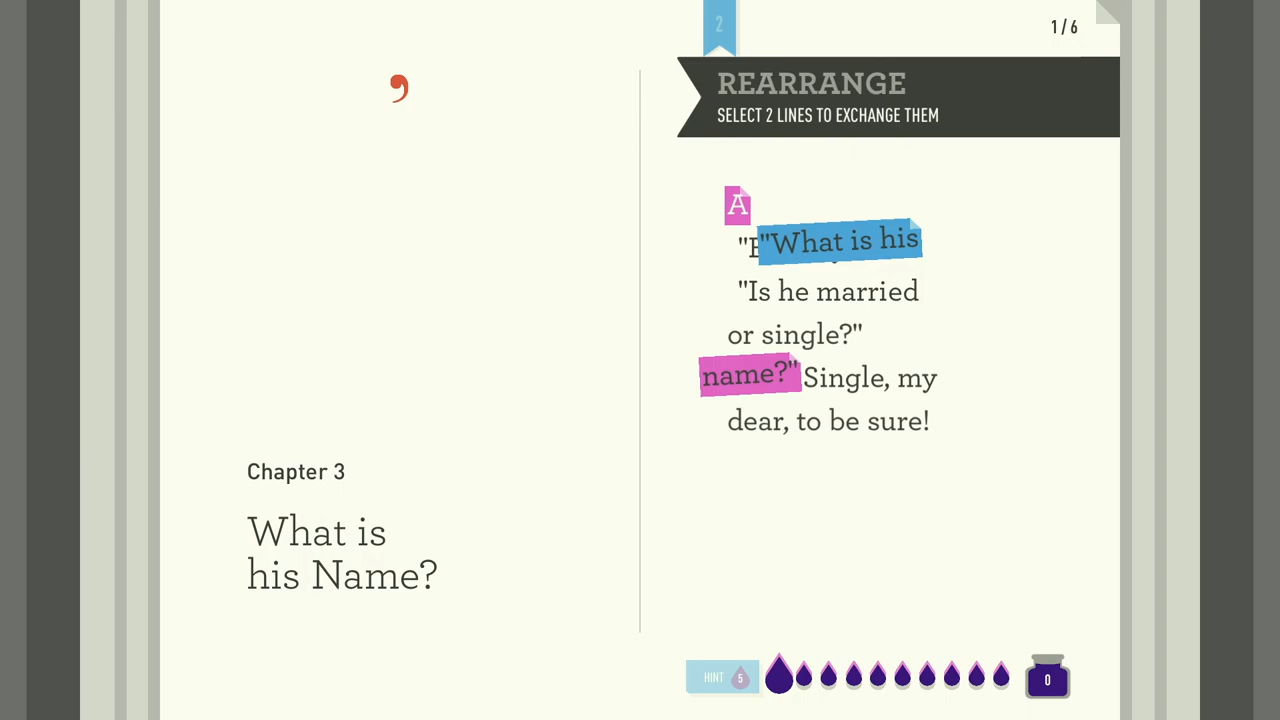 2
1 / 6
,
REARRANGE
SELECT 2 LINES TO EXCHANGE THEM
A
"What is his
"Is he married
or single?"
name?" Single, my
dear, to be sure!
Chapter 3
What is
his Name?
HINT 5
0